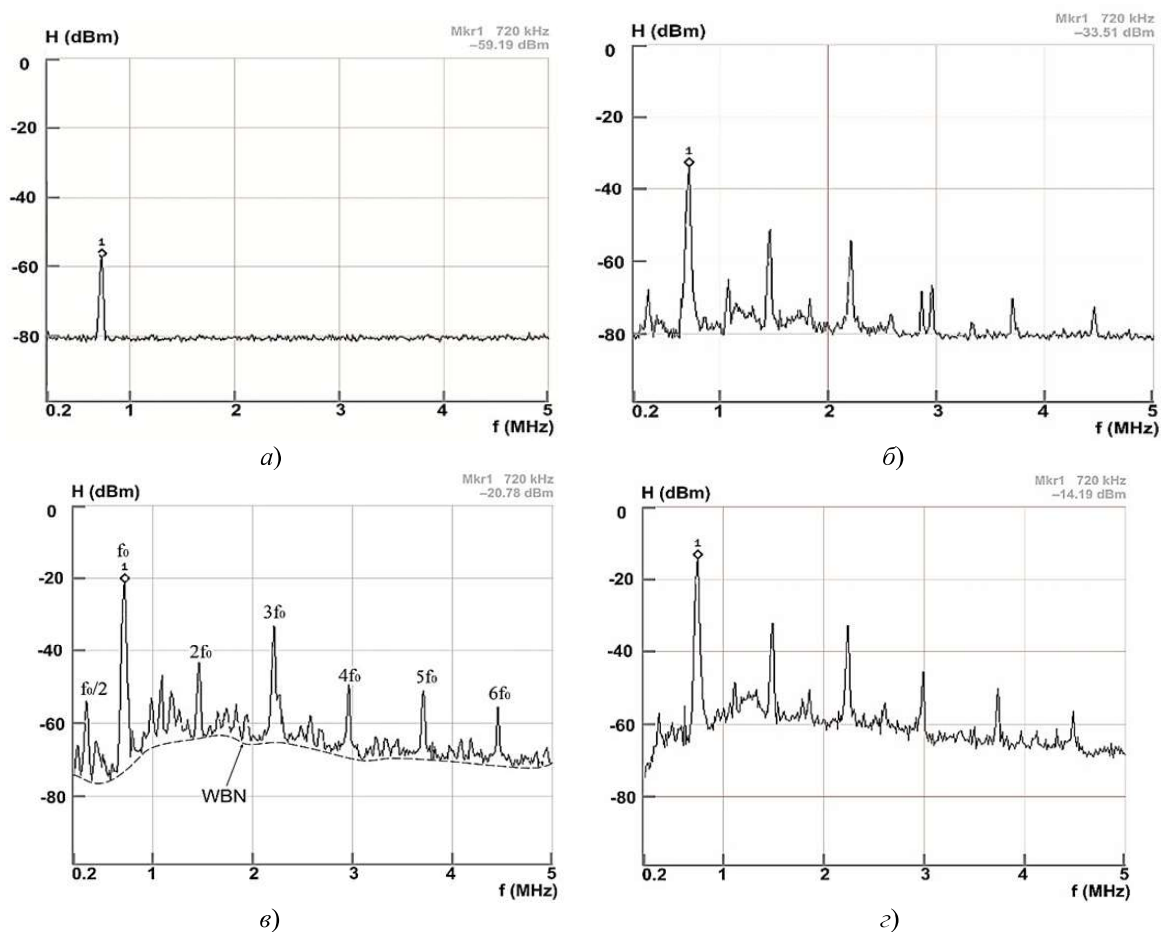 H (dBm)
Mkr1 720 kHz
–59.19 dBm
0
-20
-40
-60
-80
1
0.2 1 2 3 4 5
f (MHz)
а)
H (dBm)
Mkr1 720 kHz
–33.51 dBm
0
-20
-40
-60
-80
1
0.2 1 2 3 4 5
f (MHz)
б)
H (dBm)
Mkr1 720 kHz
–20.78 dBm
0
-20
-40
-60
-80
f₀
1
f₀/2
2f₀
3f₀
4f₀
5f₀
6f₀
WBN
0.2 1 2 3 4 5
f (MHz)
в)
H (dBm)
Mkr1 720 kHz
–14.19 dBm
0
-20
-40
-60
-80
1
0.2 1 2 3 4 5
f (MHz)
г)